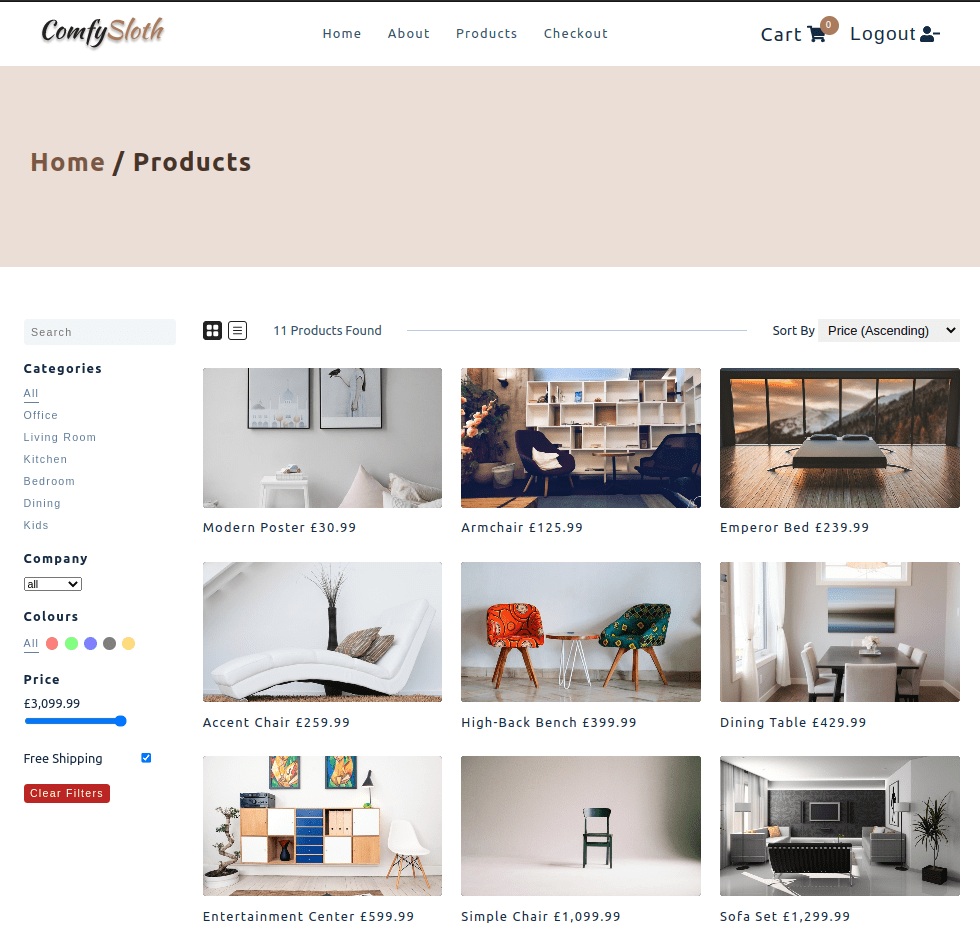 ComfySloth
Home About Products Checkout
Cart 0 Logout
Home / Products
Search
11 Products Found
Sort By Price (Ascending)
Categories
All
Office
Living Room
Kitchen
Bedroom
Dining
Kids
Company
all
Colours
All
Price
£3,099.99
Free Shipping
Clear Filters
Modern Poster £30.99
Armchair £125.99
Emperor Bed £239.99
Accent Chair £259.99
High-Back Bench £399.99
Dining Table £429.99
Entertainment Center £599.99
Simple Chair £1,099.99
Sofa Set £1,299.99